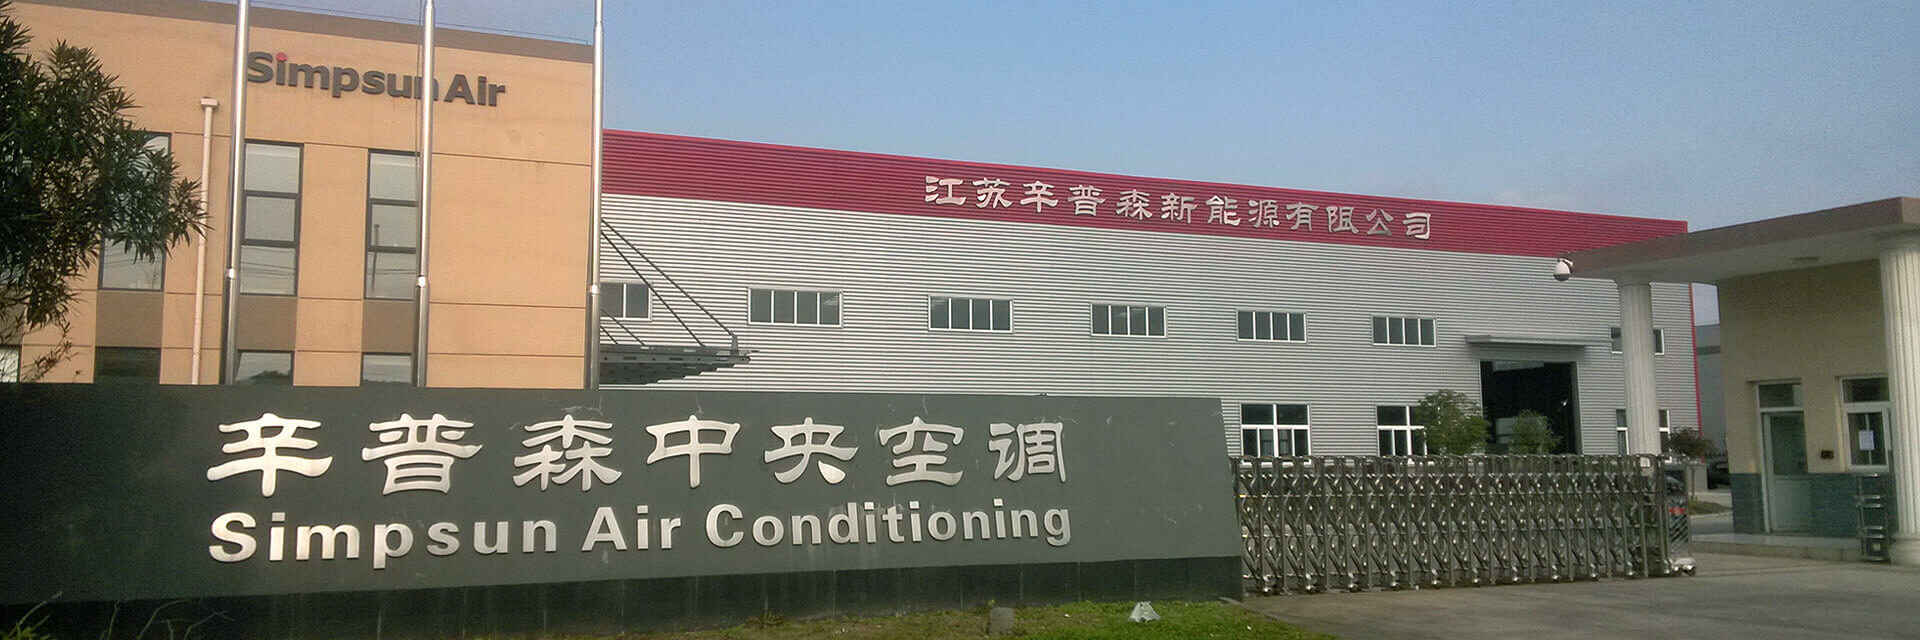 Simpsun Air
江苏辛普森新能源有限公司
辛普森中央空调
Simpsun Air Conditioning